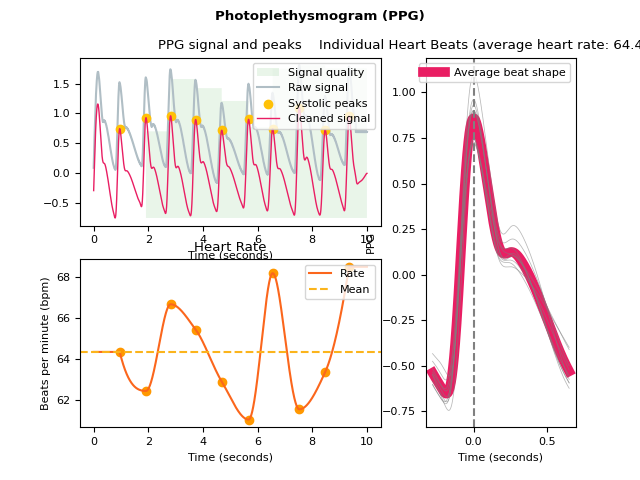 Photoplethysmogram (PPG)
PPG signal and peaks
Signal quality
Raw signal
Systolic peaks
Cleaned signal
1.5
1.0
0.5
0.0
−0.5
0 2 4 6 8 10
Time (seconds)
Heart Rate
Rate
Mean
Beats per minute (bpm)
68
66
64
62
0 2 4 6 8 10
Time (seconds)
Individual Heart Beats (average heart rate: 64.4
Average beat shape
PPG
1.00
0.75
0.50
0.25
0.00
−0.25
−0.50
−0.75
0.0 0.5
Time (seconds)